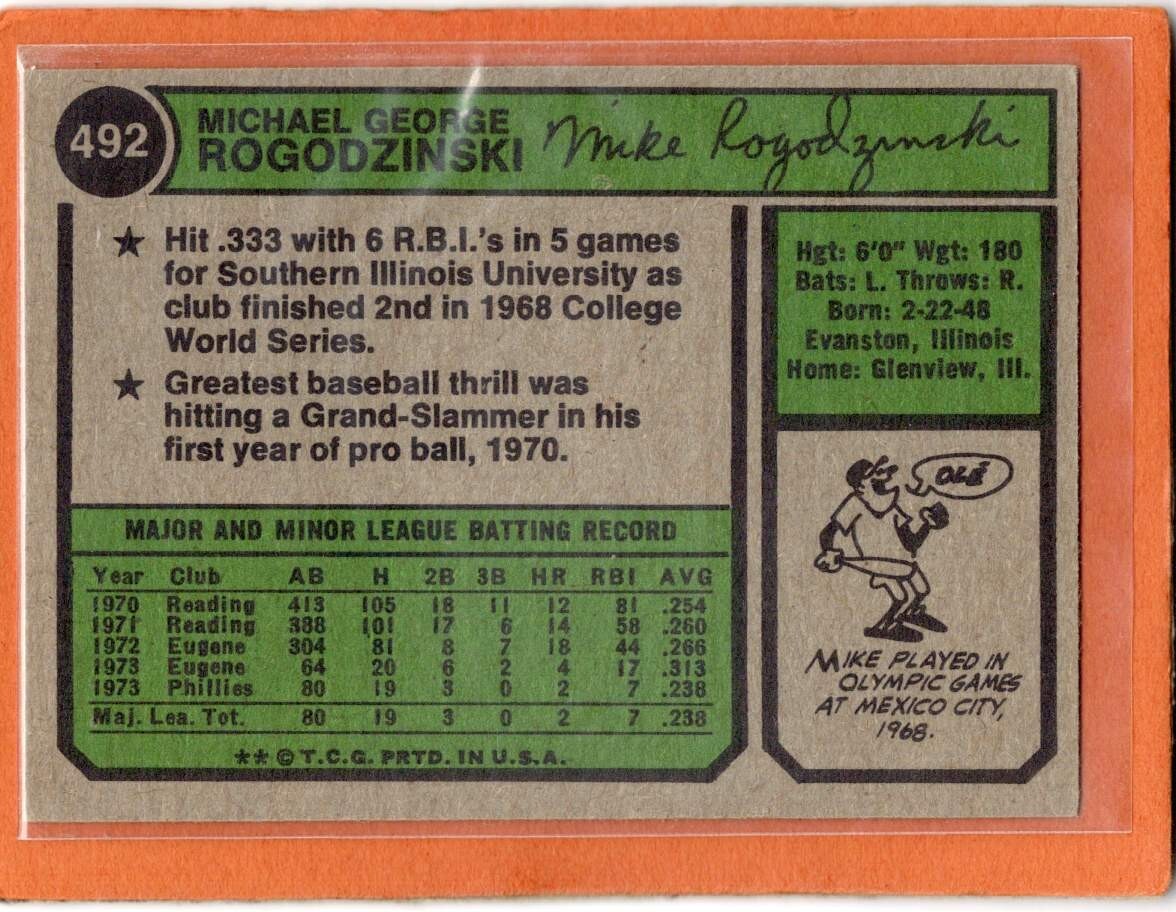 492
MICHAEL GEORGE
ROGODZINSKI
Mike Rogodzinski
★ Hit .333 with 6 R.B.I.'s in 5 games
for Southern Illinois University as
club finished 2nd in 1968 College
World Series.
★ Greatest baseball thrill was
hitting a Grand-Slammer in his
first year of pro ball, 1970.
MAJOR AND MINOR LEAGUE BATTING RECORD
Year Club AB H 2B 3B HR RBI AVG
1970 Reading 413 105 18 11 12 81 .254
1971 Reading 388 101 17 6 14 58 .260
1972 Eugene 304 81 8 7 18 44 .266
1973 Eugene 64 20 6 2 4 17 .313
1973 Phillies 80 19 3 0 2 7 .238
Maj. Lea. Tot. 80 19 3 0 2 7 .238
** © T.C.G. PRTD. IN U.S.A.
Hgt: 6'0" Wgt: 180
Bats: L. Throws: R.
Born: 2-22-48
Evanston, Illinois
Home: Glenview, Ill.
OLÉ
MIKE PLAYED IN
OLYMPIC GAMES
AT MEXICO CITY,
1968.